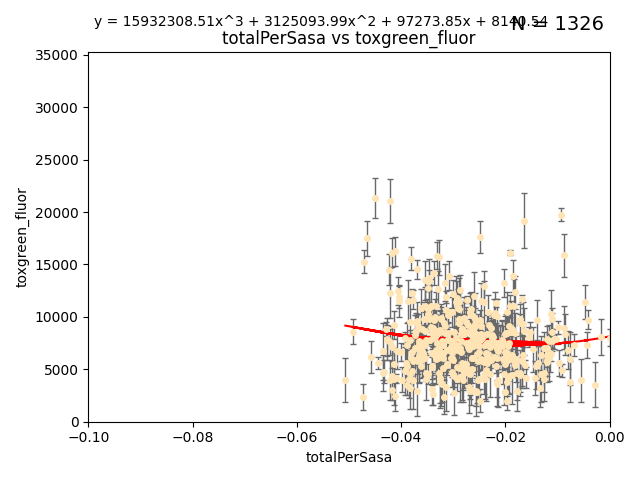 y = 15932308.51x^3 + 3125093.99x^2 + 97273.85x + 8140.54
N = 1326
totalPerSasa vs toxgreen_fluor
35000
30000
25000
20000
15000
10000
5000
0
toxgreen_fluor
−0.10
−0.08
−0.06
−0.04
−0.02
0.00
totalPerSasa